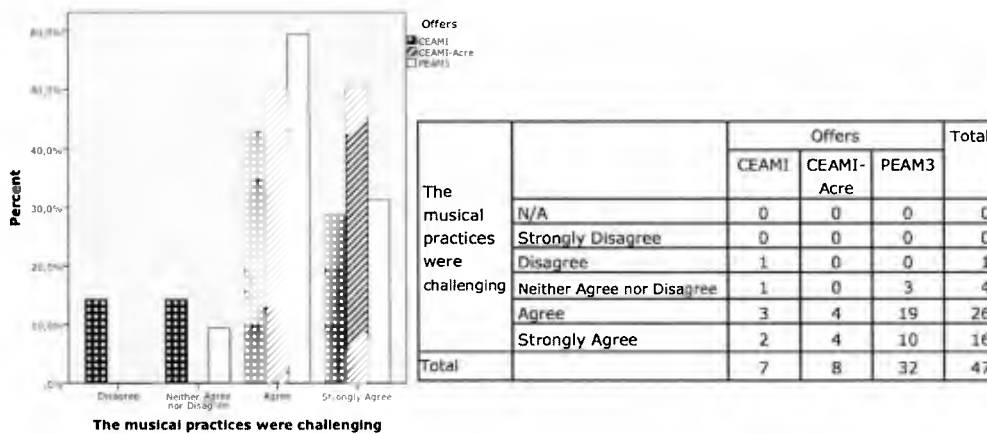 Offers
CEAMI
CEAMI-Acre
PEAM3
60,0%
40,0%
30,0%
20,0%
10,0%
,0%
Percent
Disagree
Neither Agree
nor Disagree
Agree
Strongly Agree
The musical practices were challenging
The
musical
practices
were
challenging
Offers Total
CEAMI CEAMI-Acre PEAM3
N/A 0 0 0 0
Strongly Disagree 0 0 0 0
Disagree 1 0 0 1
Neither Agree nor Disagree 1 0 3 4
Agree 3 4 19 26
Strongly Agree 2 4 10 16
Total 7 8 32 47